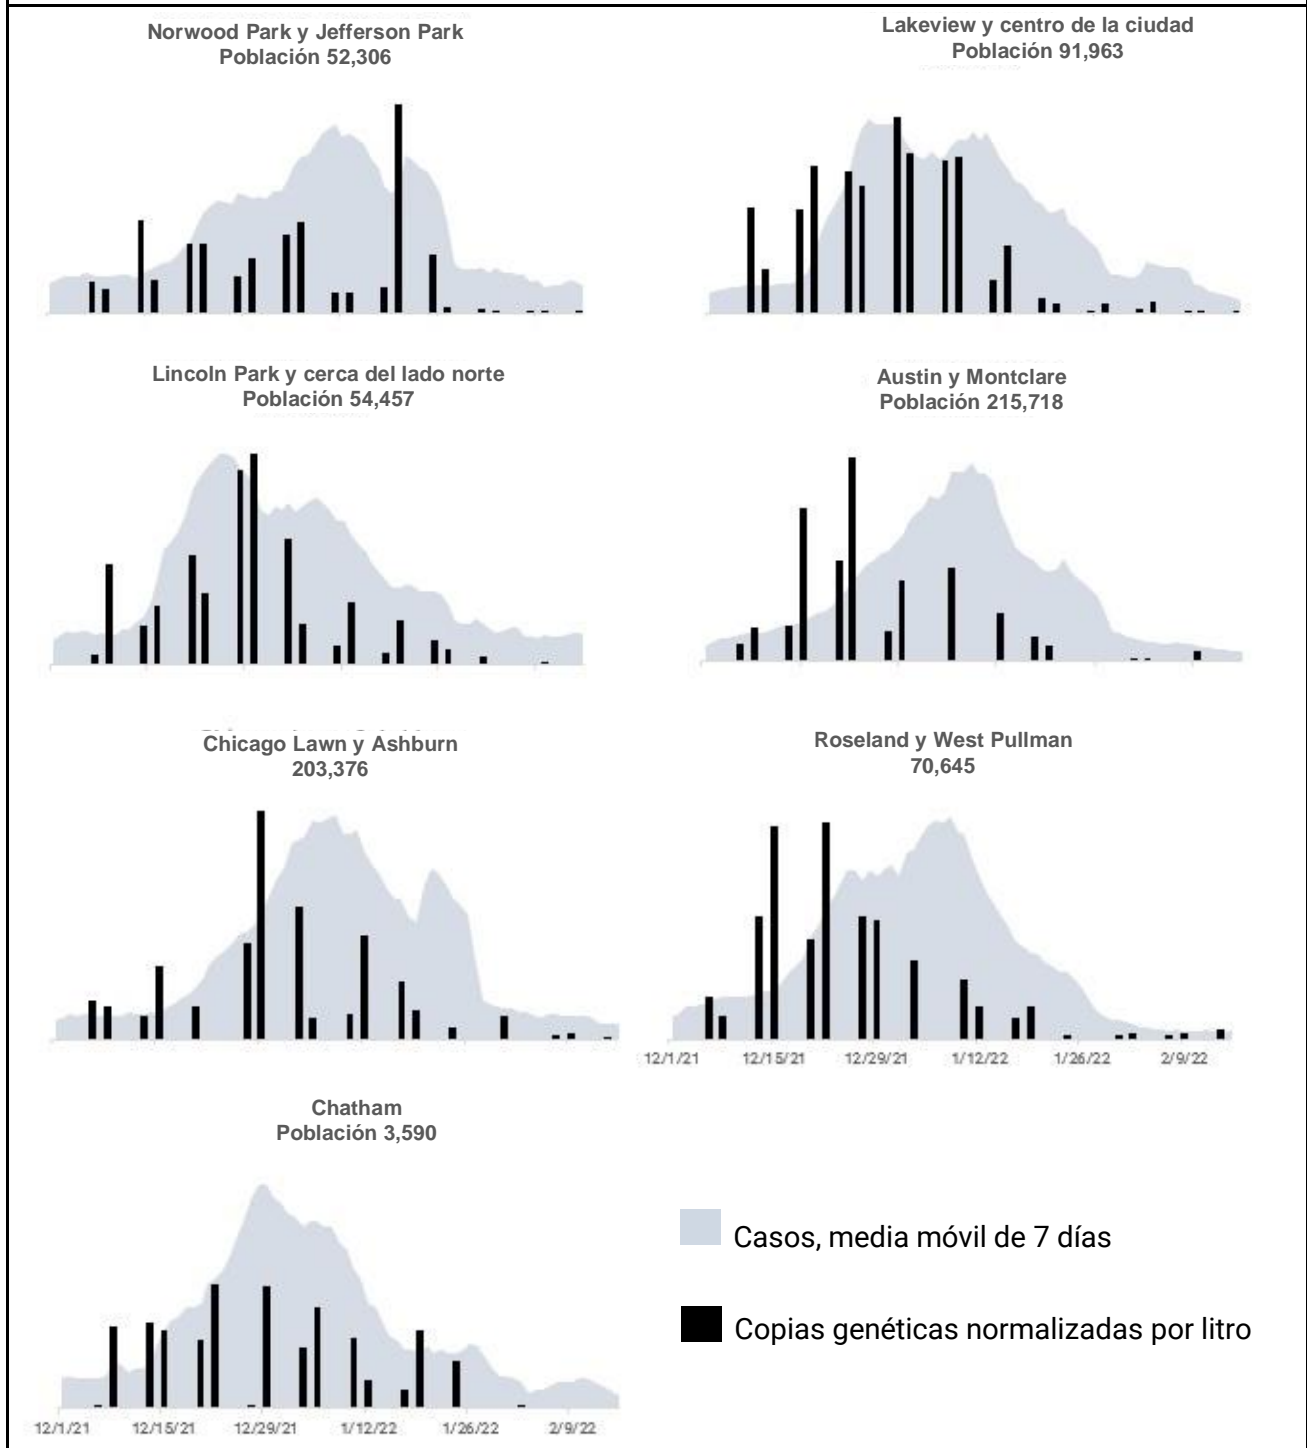 Norwood Park y Jefferson Park
Población 52,306
Lakeview y centro de la ciudad
Población 91,963
Lincoln Park y cerca del lado norte
Población 54,457
Austin y Montclare
Población 215,718
Chicago Lawn y Ashburn
203,376
Roseland y West Pullman
70,645
12/1/21 12/15/21 12/29/21 1/12/22 1/26/22 2/9/22
Chatham
Población 3,590
12/1/21 12/15/21 12/29/21 1/12/22 1/26/22 2/9/22
Casos, media móvil de 7 días
Copias genéticas normalizadas por litro